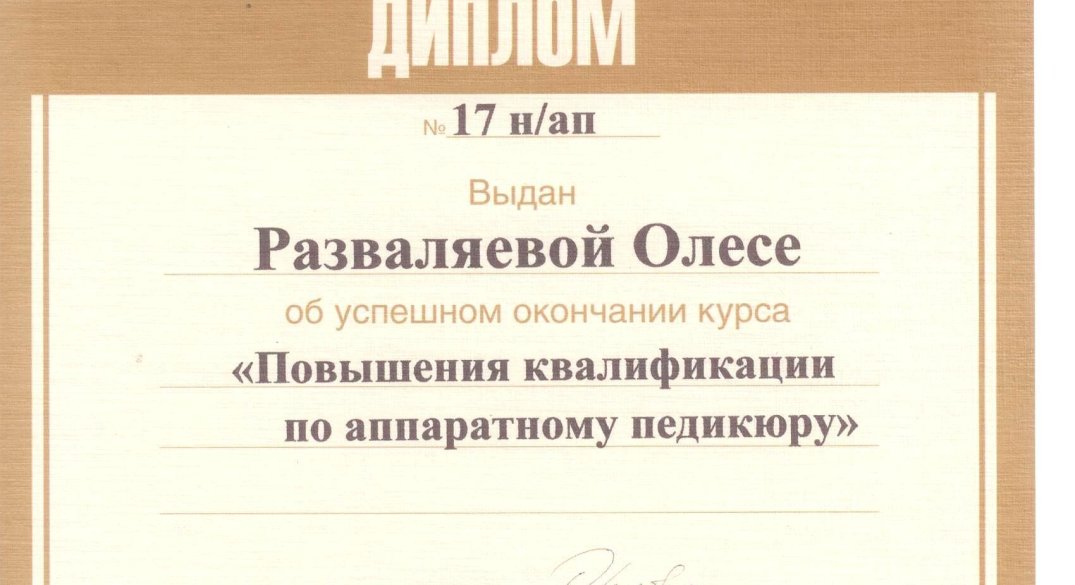 ДИПЛОМ
№ 17 н/ап
Выдан
Разваляевой Олесе
об успешном окончании курса
«Повышения квалификации
по аппаратному педикюру»